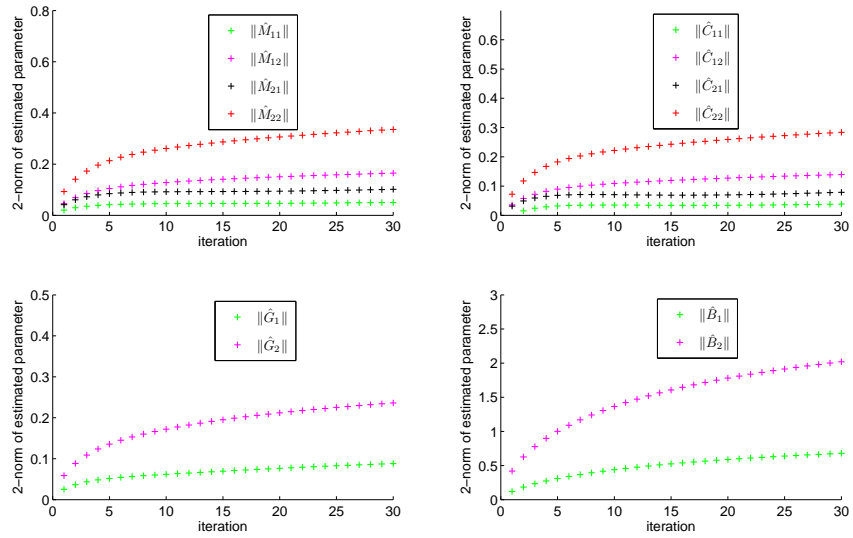 2-norm of estimated parameter
0.8
0.6
0.4
0.2
0
‖M̂₁₁‖
‖M̂₁₂‖
‖M̂₂₁‖
‖M̂₂₂‖
0 5 10 15 20 25 30
iteration
2-norm of estimated parameter
0.6
0.5
0.4
0.3
0.2
0.1
0
‖Ĉ₁₁‖
‖Ĉ₁₂‖
‖Ĉ₂₁‖
‖Ĉ₂₂‖
0 5 10 15 20 25 30
iteration
2-norm of estimated parameter
0.5
0.4
0.3
0.2
0.1
0
‖Ĝ₁‖
‖Ĝ₂‖
0 5 10 15 20 25 30
iteration
2-norm of estimated parameter
3
2.5
2
1.5
1
0.5
0
‖B̂₁‖
‖B̂₂‖
0 5 10 15 20 25 30
iteration